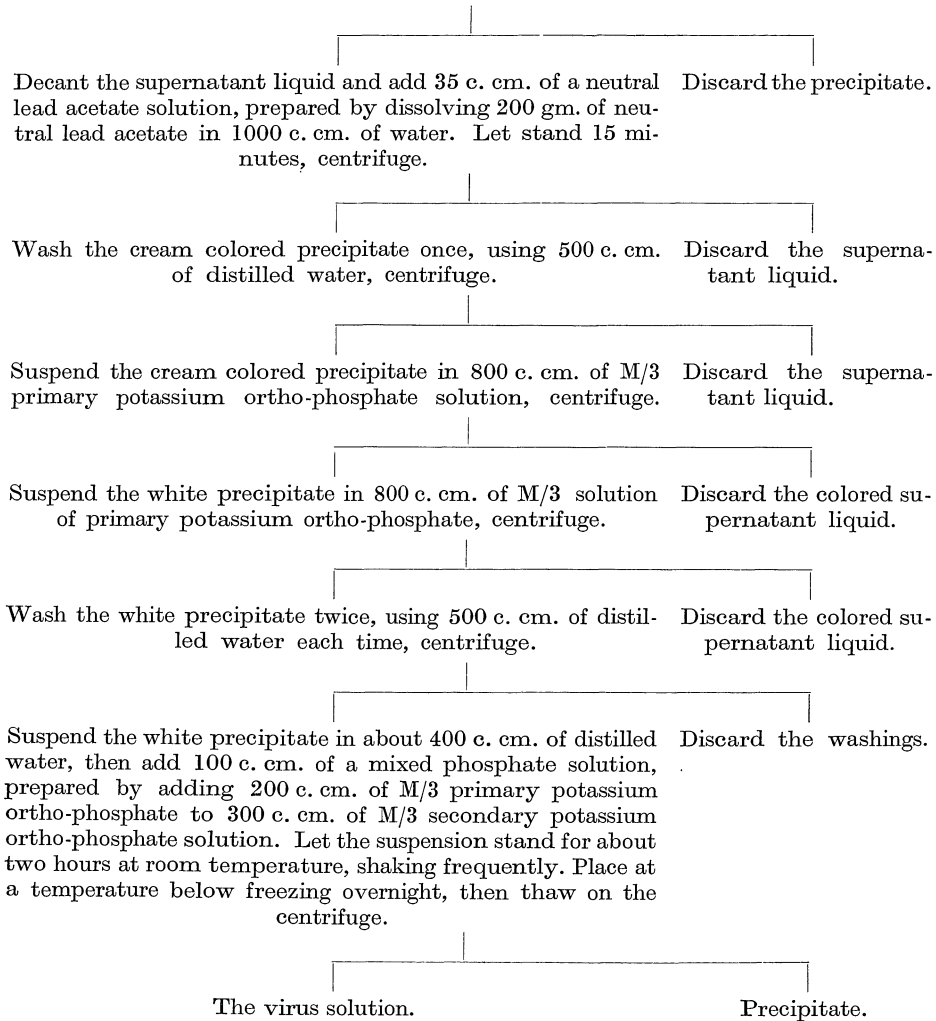 Decant the supernatant liquid and add 35 c. cm. of a neutral
lead acetate solution, prepared by dissolving 200 gm. of neu-
tral lead acetate in 1000 c. cm. of water. Let stand 15 mi-
nutes, centrifuge.
Discard the precipitate.
Wash the cream colored precipitate once, using 500 c. cm.
of distilled water, centrifuge.
Discard the superna-
tant liquid.
Suspend the cream colored precipitate in 800 c. cm. of M/3
primary potassium ortho-phosphate solution, centrifuge.
Discard the superna-
tant liquid.
Suspend the white precipitate in 800 c. cm. of M/3 solution
of primary potassium ortho-phosphate, centrifuge.
Discard the colored su-
pernatant liquid.
Wash the white precipitate twice, using 500 c. cm. of distil-
led water each time, centrifuge.
Discard the colored su-
pernatant liquid.
Suspend the white precipitate in about 400 c. cm. of distilled
water, then add 100 c. cm. of a mixed phosphate solution,
prepared by adding 200 c. cm. of M/3 primary potassium
ortho-phosphate to 300 c. cm. of M/3 secondary potassium
ortho-phosphate solution. Let the suspension stand for about
two hours at room temperature, shaking frequently. Place at
a temperature below freezing overnight, then thaw on the
centrifuge.
Discard the washings.
The virus solution.
Precipitate.